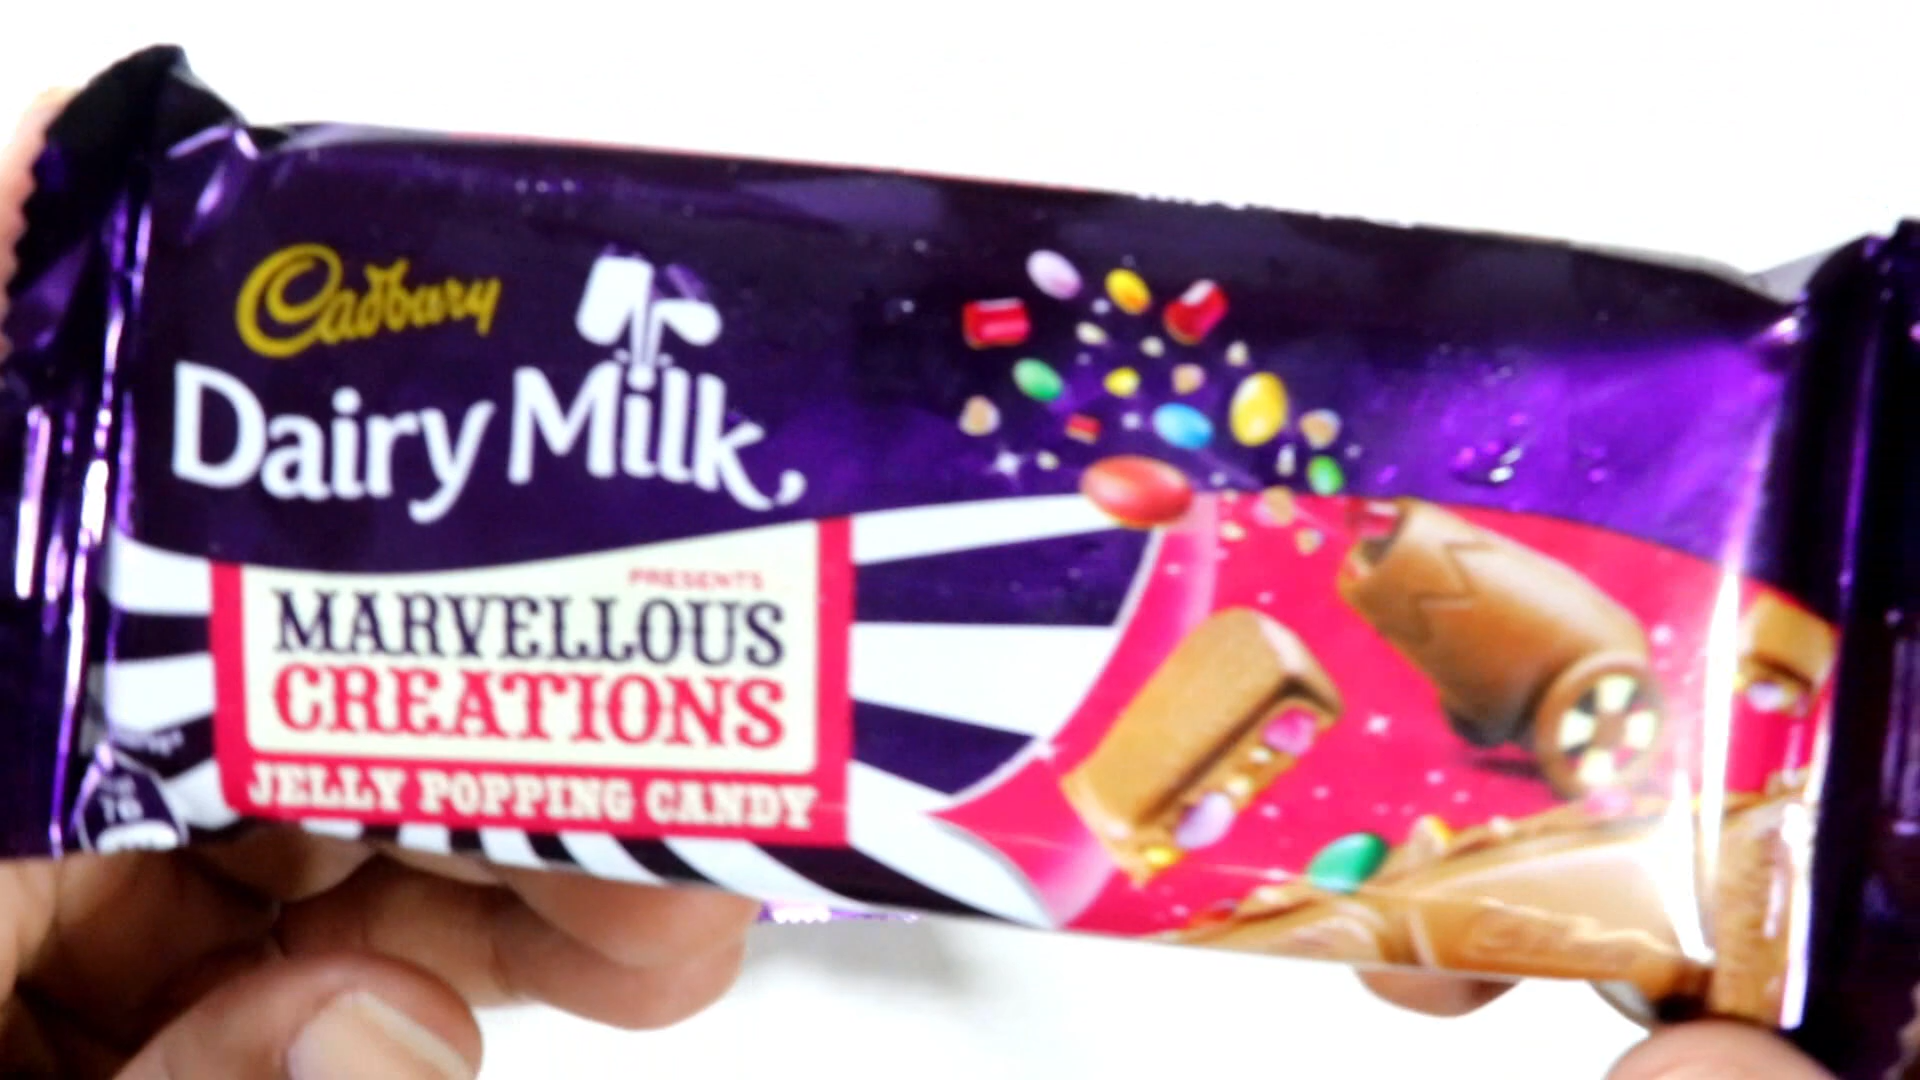 Cadbury
Dairy Milk
PRESENTS
MARVELLOUS
CREATIONS
JELLY POPPING CANDY